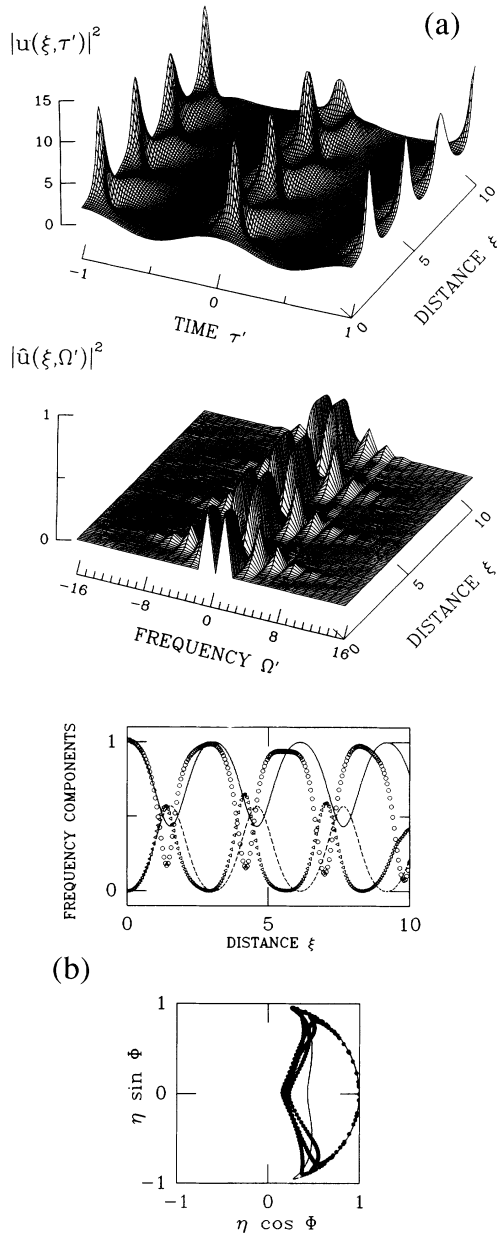 |u(ξ,τ′)|²
(a)
15
10
5
0
-1
0
1
TIME τ′
0
5
10
DISTANCE ξ
|û(ξ,Ω′)|²
1
0
-16
-8
0
8
16
FREQUENCY Ω′
0
5
10
DISTANCE ξ
FREQUENCY COMPONENTS
1
0
0
5
10
DISTANCE ξ
(b)
η sin Φ
1
0
-1
-1
0
1
η cos Φ